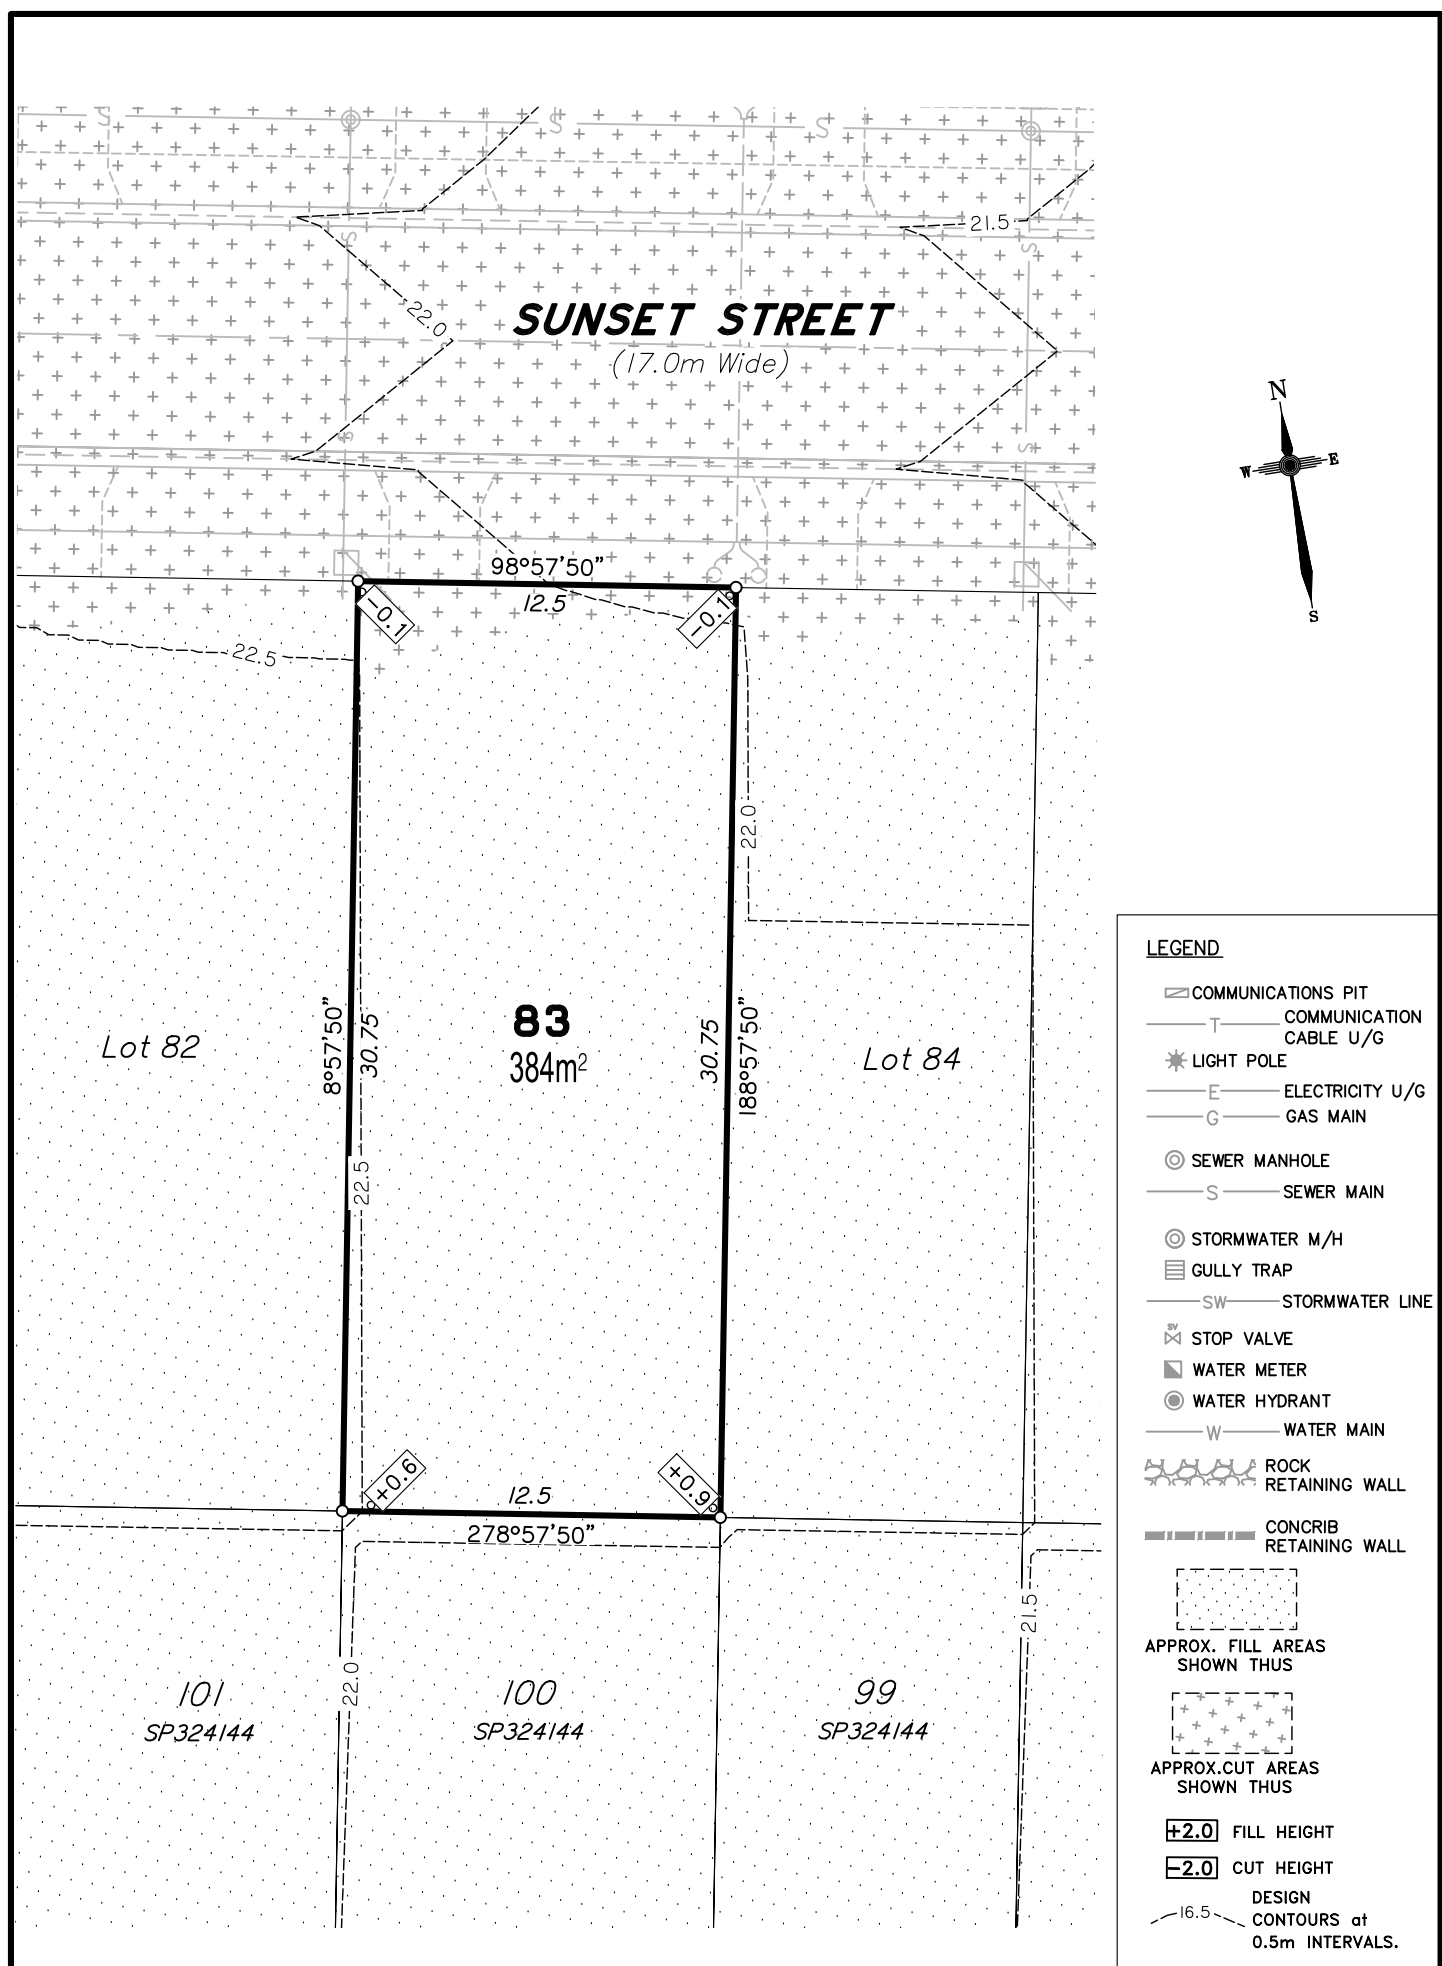 S
S
S
S
S
21.5
22.0
SUNSET STREET
(17.0m Wide)
S
S
N
W
E
S
98°57'50"
12.5
-0.1
-0.1
22.5
22.0
LEGEND
COMMUNICATIONS PIT
T
COMMUNICATION
CABLE U/G
LIGHT POLE
E
ELECTRICITY U/G
G
GAS MAIN
SEWER MANHOLE
S
SEWER MAIN
STORMWATER M/H
GULLY TRAP
SW
STORMWATER LINE
SV
STOP VALVE
WATER METER
WATER HYDRANT
W
WATER MAIN
ROCK
RETAINING WALL
CONCRIB
RETAINING WALL
APPROX. FILL AREAS
SHOWN THUS
APPROX.CUT AREAS
SHOWN THUS
+2.0 FILL HEIGHT
-2.0 CUT HEIGHT
16.5
DESIGN
CONTOURS at
0.5m INTERVALS.
Lot 82
8°57'50"
30.75
83
384m²
30.75
188°57'50"
Lot 84
22.5
+0.6
+0.9
12.5
278°57'50"
22.0
21.5
101
SP324144
100
SP324144
99
SP324144